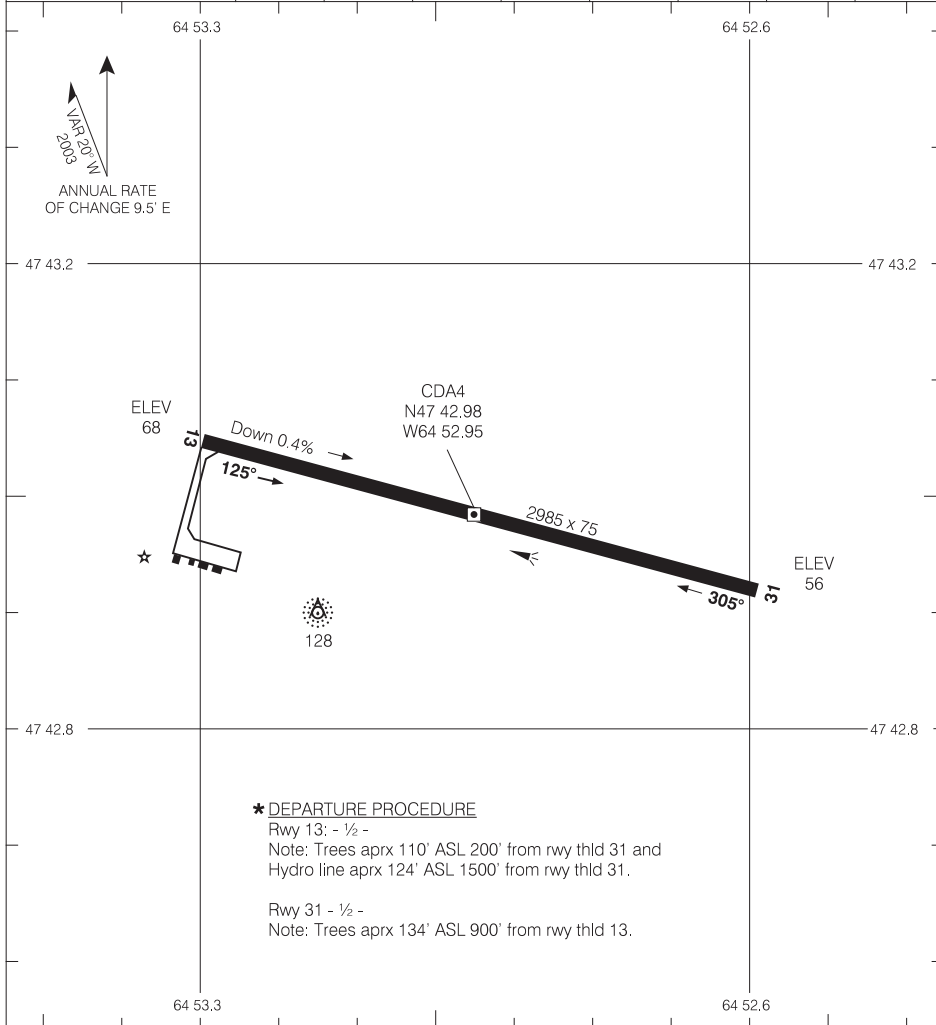 64 53.3
64 52.6
VAR 20° W
2003
ANNUAL RATE
OF CHANGE 9.5' E
47 43.2
47 43.2
CDA4
N47 42.98
W64 52.95
ELEV
68
13
Down 0.4%
125°
2985 x 75
ELEV
56
31
305°
128
47 42.8
47 42.8
* DEPARTURE PROCEDURE
Rwy 13: - ½ -
Note: Trees aprx 110' ASL 200' from rwy thld 31 and
Hydro line aprx 124' ASL 1500' from rwy thld 31.
Rwy 31 - ½ -
Note: Trees aprx 134' ASL 900' from rwy thld 13.
64 53.3
64 52.6